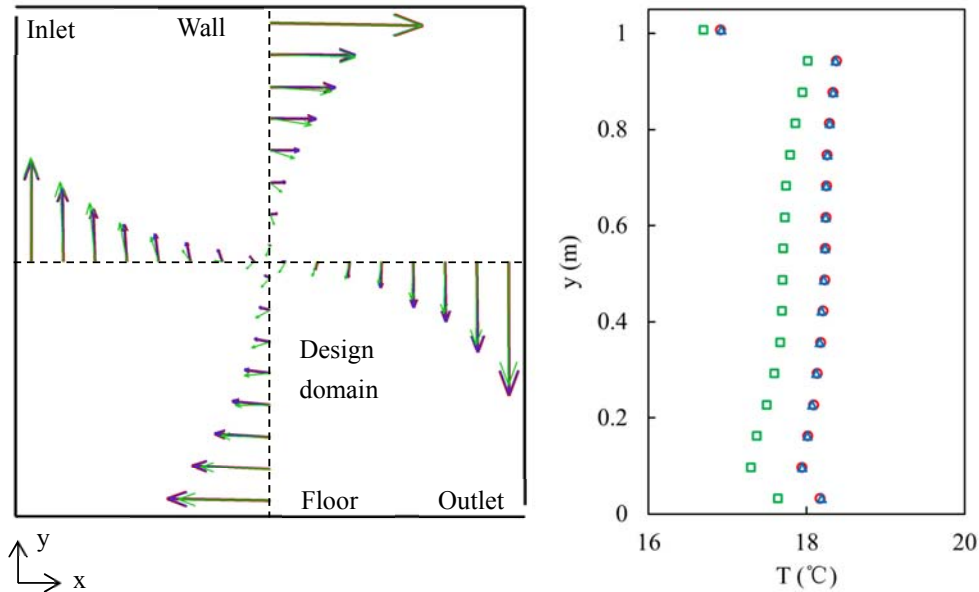 Inlet
Wall
Design
domain
Floor
Outlet
y
x
1
0.8
0.6
0.4
0.2
0
y (m)
16
18
20
T (℃)